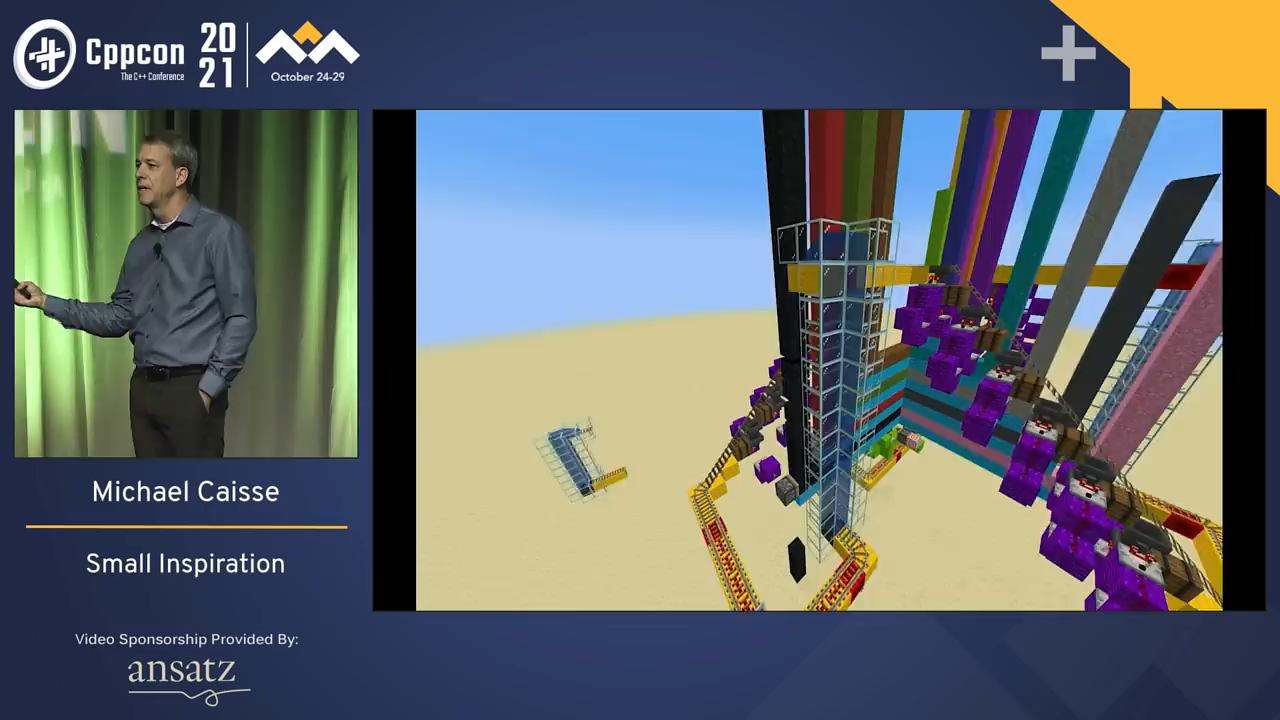 Cppcon
The C++ Conference
20
21
October 24-29
Michael Caisse
Small Inspiration
Video Sponsorship Provided By:
ansatz